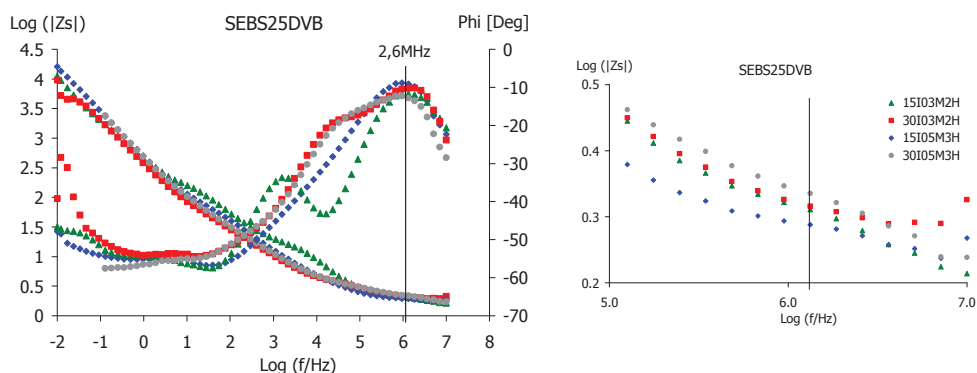 Log (|Zs|) SEBS25DVB Phi [Deg]
2,6MHz
4.5
4
3.5
3
2.5
2
1.5
1
0.5
0
0
-10
-20
-30
-40
-50
-60
-70
-2 -1 0 1 2 3 4 5 6 7 8
Log (f/Hz)
Log (|Zs|)
SEBS25DVB
0.5
0.4
0.3
0.2
15I03M2H
30I03M2H
15I05M3H
30I05M3H
5.0 6.0 7.0
Log (f/Hz)